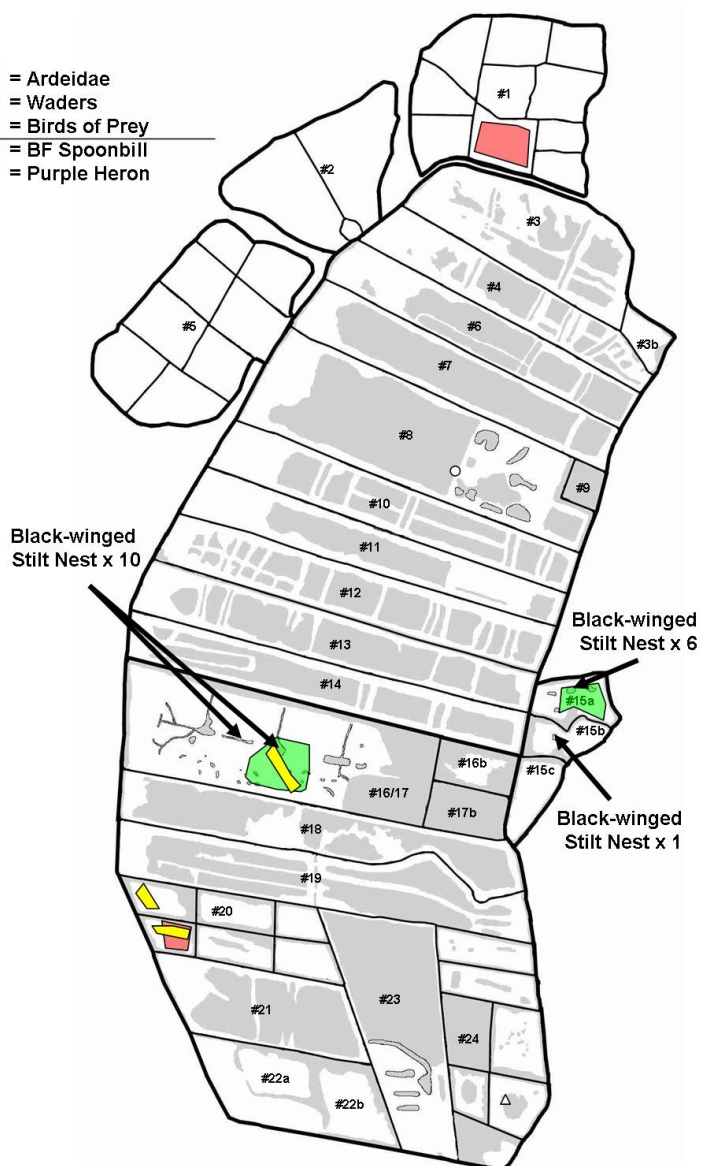 = Ardeidae
= Waders
= Birds of Prey
= BF Spoonbill
= Purple Heron
#1
#2
#3
#4
#5
#6
#3b
#7
#8
#9
#10
#11
Black-winged
Stilt Nest x 10
#12
Black-winged
Stilt Nest x 6
#13
#14
#15a
#15b
#16b
#15c
#16/17
#17b
Black-winged
Stilt Nest x 1
#18
#19
#20
#23
#21
#24
#22a
#22b